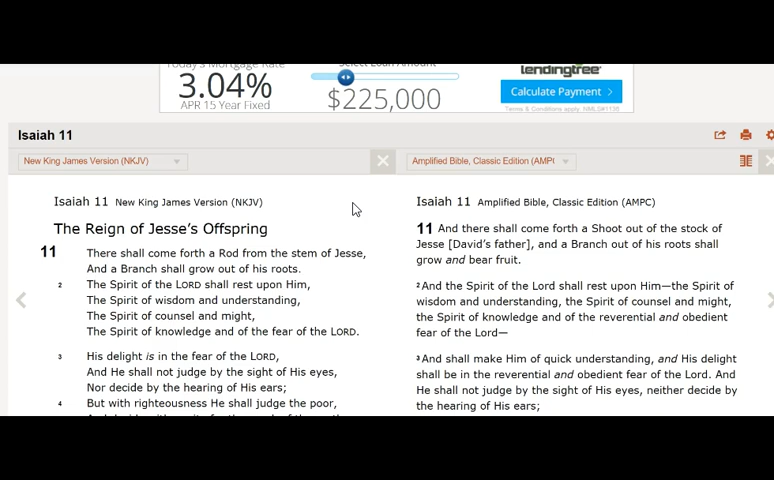 Today's Mortgage Rate
3.04%
APR 15 Year Fixed
Select Loan Amount
$225,000
lendingtree
Calculate Payment
Terms & Conditions apply. NMLS#1136
Isaiah 11
New King James Version (NKJV)
Isaiah 11 New King James Version (NKJV)
The Reign of Jesse's Offspring
11 There shall come forth a Rod from the stem of Jesse,
And a Branch shall grow out of his roots.
2 The Spirit of the LORD shall rest upon Him,
The Spirit of wisdom and understanding,
The Spirit of counsel and might,
The Spirit of knowledge and of the fear of the LORD.
3 His delight is in the fear of the LORD,
And He shall not judge by the sight of His eyes,
Nor decide by the hearing of His ears;
4 But with righteousness He shall judge the poor,
Amplified Bible, Classic Edition (AMP
Isaiah 11 Amplified Bible, Classic Edition (AMPC)
11 And there shall come forth a Shoot out of the stock of
Jesse [David's father], and a Branch out of his roots shall
grow and bear fruit.
2 And the Spirit of the Lord shall rest upon Him—the Spirit of
wisdom and understanding, the Spirit of counsel and might,
the Spirit of knowledge and of the reverential and obedient
fear of the Lord—
3 And shall make Him of quick understanding, and His delight
shall be in the reverential and obedient fear of the Lord. And
He shall not judge by the sight of His eyes, neither decide by
the hearing of His ears;